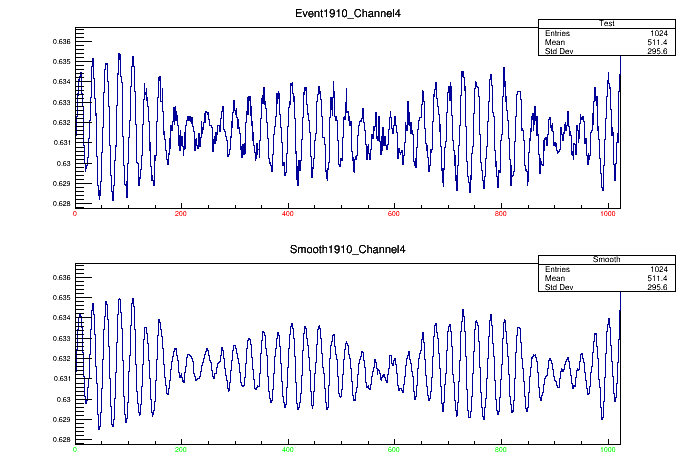 Event1910_Channel4
Test
Entries 1024
Mean 511.4
Std Dev 295.6
0.636
0.635
0.634
0.633
0.632
0.631
0.63
0.629
0.628
0 200 400 600 800 1000
Smooth1910_Channel4
Smooth
Entries 1024
Mean 511.4
Std Dev 295.6
0.636
0.635
0.634
0.633
0.632
0.631
0.63
0.629
0.628
0 200 400 600 800 1000